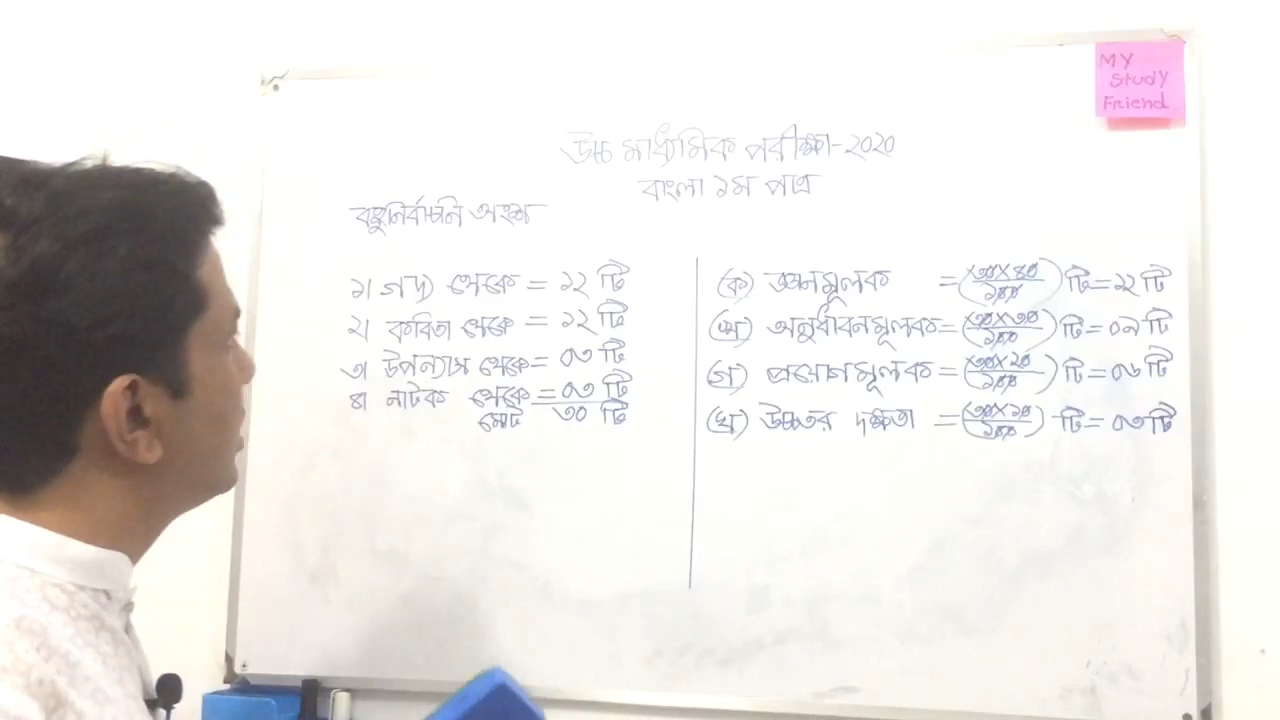 MY
Study
Friend
উচ্চ মাধ্যমিক পরীক্ষা-২০২০
বাংলা ১ম পত্র
বহুনির্বাচনি অংশ
১। গদ্য থেকে = ১২ টি
২। কবিতা থেকে = ১২ টি
৩। উপন্যাস থেকে = ০৩ টি
৪। নাটক থেকে = ০৩ টি
মোট ৩০ টি
(ক) জ্ঞানমূলক = (৩০×৪০/১০০) টি = ১২ টি
(খ) অনুধাবনমূলক = (৩০×৩০/১০০) টি = ০৯ টি
(গ) প্রয়োগমূলক = (৩০×২০/১০০) টি = ০৬ টি
(ঘ) উচ্চতর দক্ষতা = (৩০×১০/১০০) টি = ০৩ টি